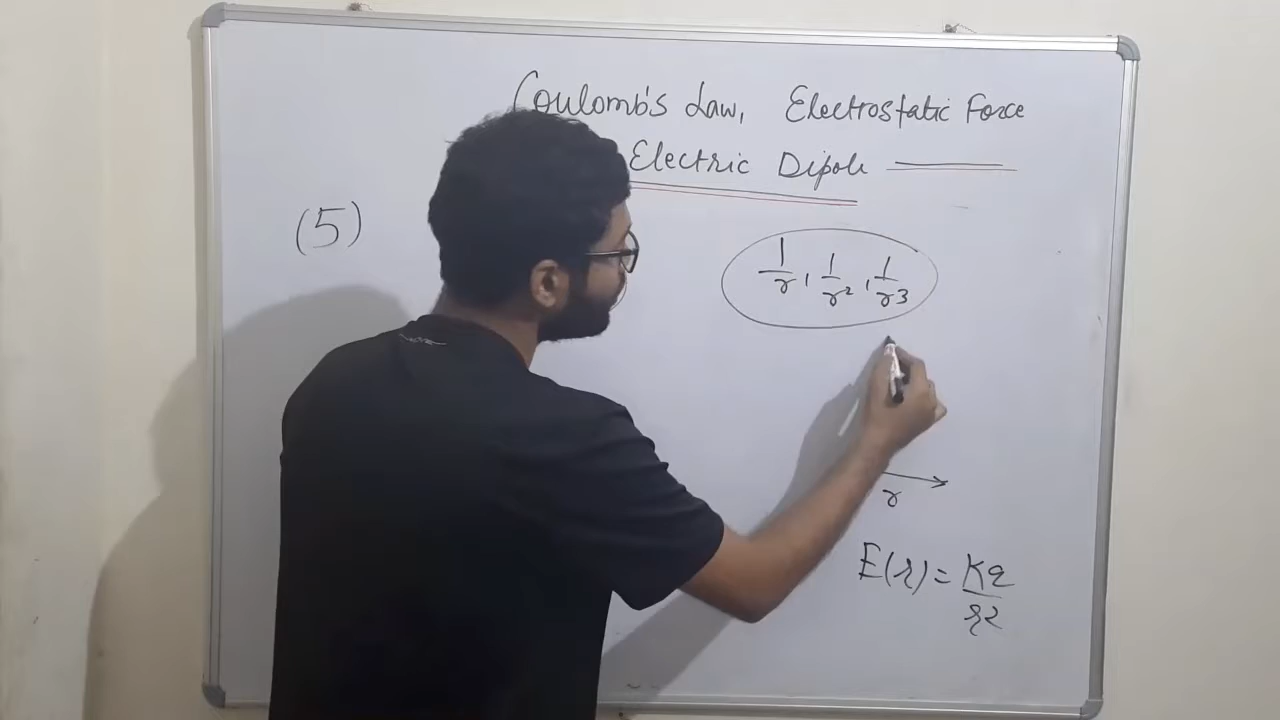 Coulomb's Law, Electrostatic Force
Electric Dipole
(5)
1/r, 1/r², 1/r³
r
E(r) = Kq/r²